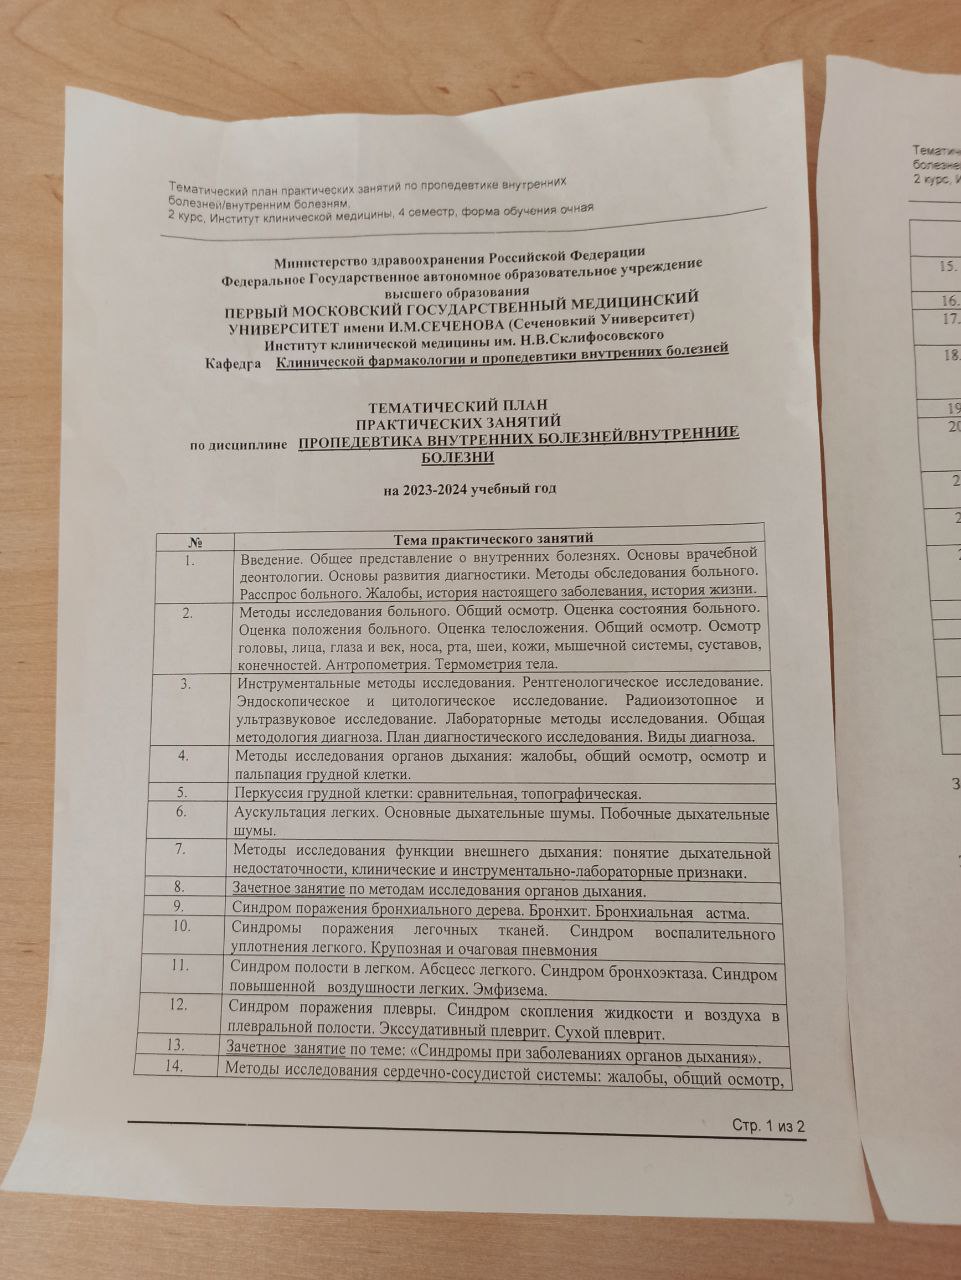 Тематический план практических занятий по пропедевтике внутренних
болезней/внутренним болезням,
2 курс, Институт клинической медицины, 4 семестр, форма обучения очная
Министерство здравоохранения Российской Федерации
Федеральное Государственное автономное образовательное учреждение
высшего образования
ПЕРВЫЙ МОСКОВСКИЙ ГОСУДАРСТВЕННЫЙ МЕДИЦИНСКИЙ
УНИВЕРСИТЕТ имени И.М.СЕЧЕНОВА (Сеченовкий Университет)
Институт клинической медицины им. Н.В.Склифосовского
Кафедра Клинической фармакологии и пропедевтики внутренних болезней
ТЕМАТИЧЕСКИЙ ПЛАН
ПРАКТИЧЕСКИХ ЗАНЯТИЙ
по дисциплине ПРОПЕДЕВТИКА ВНУТРЕННИХ БОЛЕЗНЕЙ/ВНУТРЕННИЕ
БОЛЕЗНИ
на 2023-2024 учебный год
№ Тема практического занятий
1. Введение. Общее представление о внутренних болезнях. Основы врачебной
деонтологии. Основы развития диагностики. Методы обследования больного.
Расспрос больного. Жалобы, история настоящего заболевания, история жизни.
2. Методы исследования больного. Общий осмотр. Оценка состояния больного.
Оценка положения больного. Оценка телосложения. Общий осмотр. Осмотр
головы, лица, глаза и век, носа, рта, шеи, кожи, мышечной системы, суставов,
конечностей. Антропометрия. Термометрия тела.
3. Инструментальные методы исследования. Рентгенологическое исследование.
Эндоскопическое и цитологическое исследование. Радиоизотопное и
ультразвуковое исследование. Лабораторные методы исследования. Общая
методология диагноза. План диагностического исследования. Виды диагноза.
4. Методы исследования органов дыхания: жалобы, общий осмотр, осмотр и
пальпация грудной клетки.
5. Перкуссия грудной клетки: сравнительная, топографическая.
6. Аускультация легких. Основные дыхательные шумы. Побочные дыхательные
шумы.
7. Методы исследования функции внешнего дыхания: понятие дыхательной
недостаточности, клинические и инструментально-лабораторные признаки.
8. Зачетное занятие по методам исследования органов дыхания.
9. Синдром поражения бронхиального дерева. Бронхит. Бронхиальная астма.
10. Синдромы поражения легочных тканей. Синдром воспалительного
уплотнения легкого. Крупозная и очаговая пневмония
11. Синдром полости в легком. Абсцесс легкого. Синдром бронхоэктаза. Синдром
повышенной воздушности легких. Эмфизема.
12. Синдром поражения плевры. Синдром скопления жидкости и воздуха в
плевральной полости. Экссудативный плеврит. Сухой плеврит.
13. Зачетное занятие по теме: «Синдромы при заболеваниях органов дыхания».
14. Методы исследования сердечно-сосудистой системы: жалобы, общий осмотр,
Стр. 1 из 2
2 курс,
15.
16.
17.
18.
19